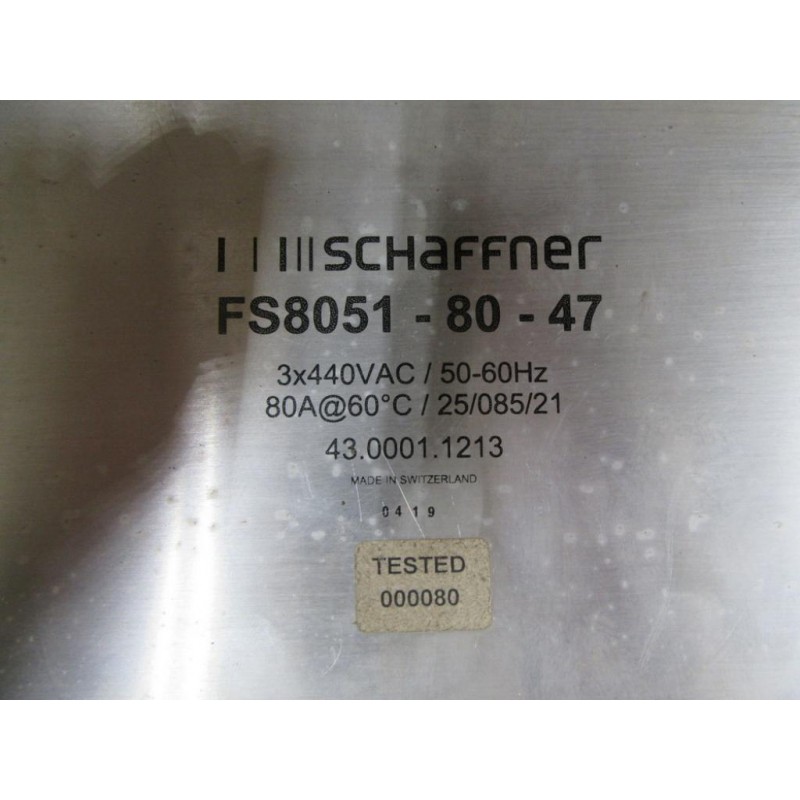 SCHAFFNER
FS8051 - 80 - 47
3x440VAC / 50-60Hz
80A@60°C / 25/085/21
43.0001.1213
MADE IN SWITZERLAND
0419
TESTED
000080